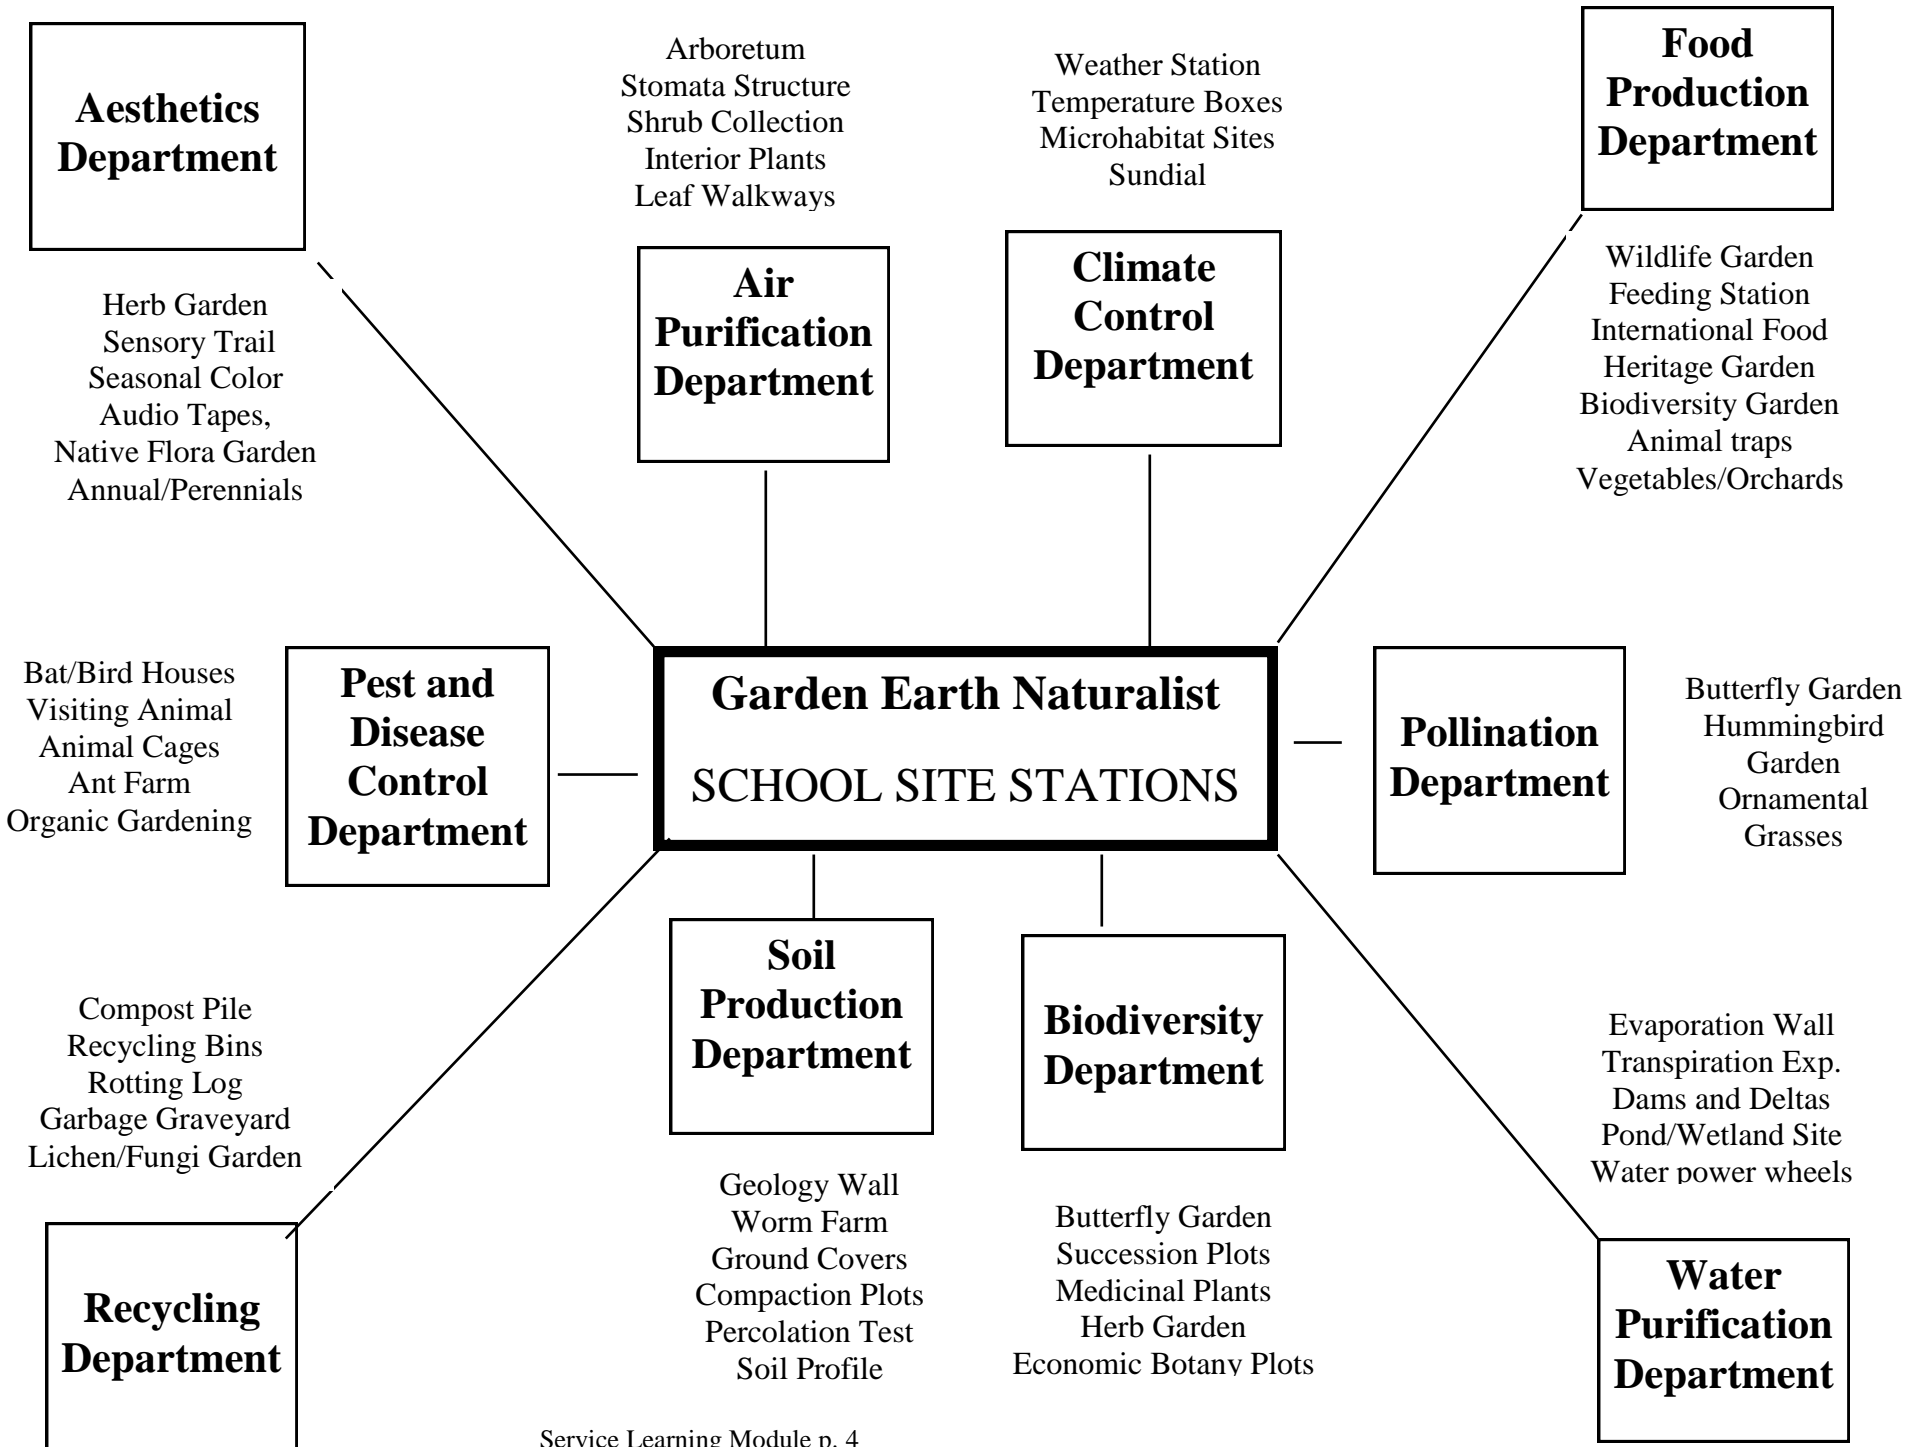 Aesthetics
Department
Herb Garden
Sensory Trail
Seasonal Color
Audio Tapes,
Native Flora Garden
Annual/Perennials
Arboretum
Stomata Structure
Shrub Collection
Interior Plants
Leaf Walkways
Air
Purification
Department
Weather Station
Temperature Boxes
Microhabitat Sites
Sundial
Climate
Control
Department
Food
Production
Department
Wildlife Garden
Feeding Station
International Food
Heritage Garden
Biodiversity Garden
Animal traps
Vegetables/Orchards
Bat/Bird Houses
Visiting Animal
Animal Cages
Ant Farm
Organic Gardening
Pest and
Disease
Control
Department
Garden Earth Naturalist
SCHOOL SITE STATIONS
Pollination
Department
Butterfly Garden
Hummingbird
Garden
Ornamental
Grasses
Compost Pile
Recycling Bins
Rotting Log
Garbage Graveyard
Lichen/Fungi Garden
Recycling
Department
Soil
Production
Department
Geology Wall
Worm Farm
Ground Covers
Compaction Plots
Percolation Test
Soil Profile
Biodiversity
Department
Butterfly Garden
Succession Plots
Medicinal Plants
Herb Garden
Economic Botany Plots
Evaporation Wall
Transpiration Exp.
Dams and Deltas
Pond/Wetland Site
Water power wheels
Water
Purification
Department
Service Learning Module p. 4